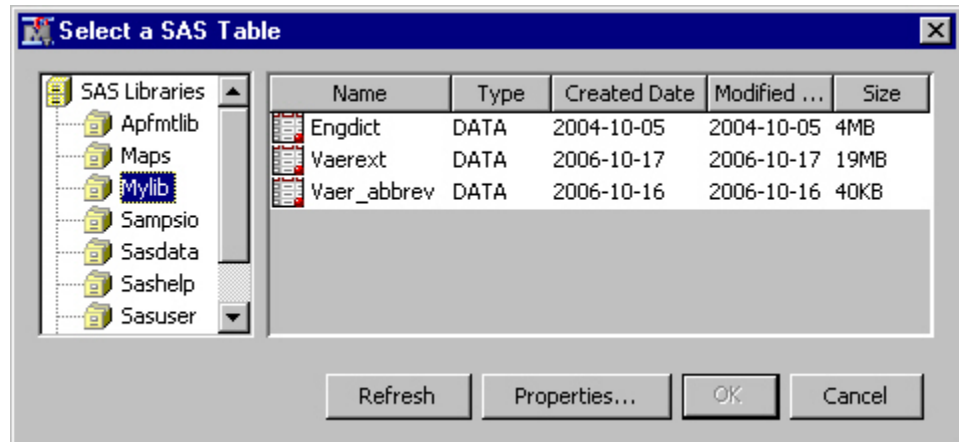 Select a SAS Table
SAS Libraries
Apfmtlib
Maps
Mylib
Sampsio
Sasdata
Sashelp
Sasuser
Name Type Created Date Modified ... Size
Engdict DATA 2004-10-05 2004-10-05 4MB
Vaerext DATA 2006-10-17 2006-10-17 19MB
Vaer_abbrev DATA 2006-10-16 2006-10-16 40KB
Refresh Properties... OK Cancel